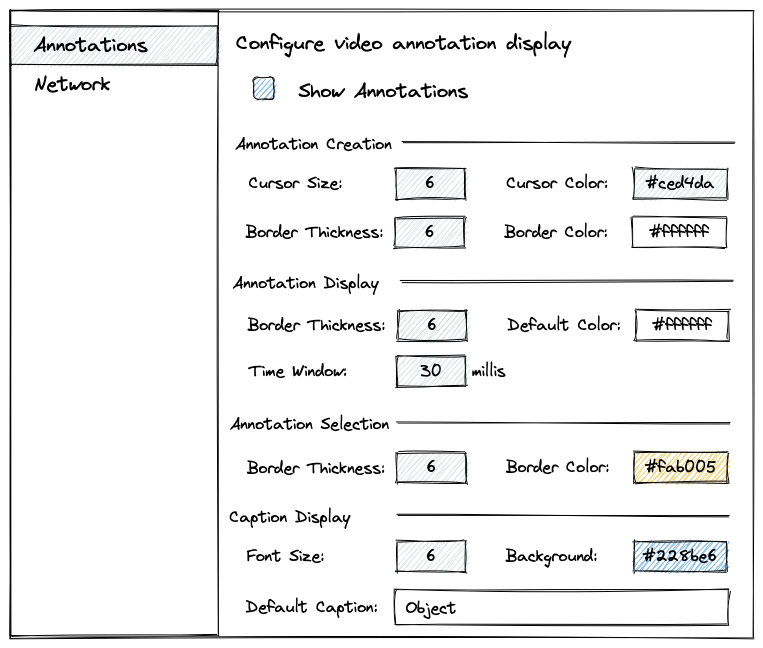 Annotations
Network
Configure video annotation display
Show Annotations
Annotation Creation
Cursor Size: 6 Cursor Color: #ced4da
Border Thickness: 6 Border Color: #ffffff
Annotation Display
Border Thickness: 6 Default Color: #ffffff
Time Window: 30 millis
Annotation Selection
Border Thickness: 6 Border Color: #fab005
Caption Display
Font Size: 6 Background: #228be6
Default Caption: Object